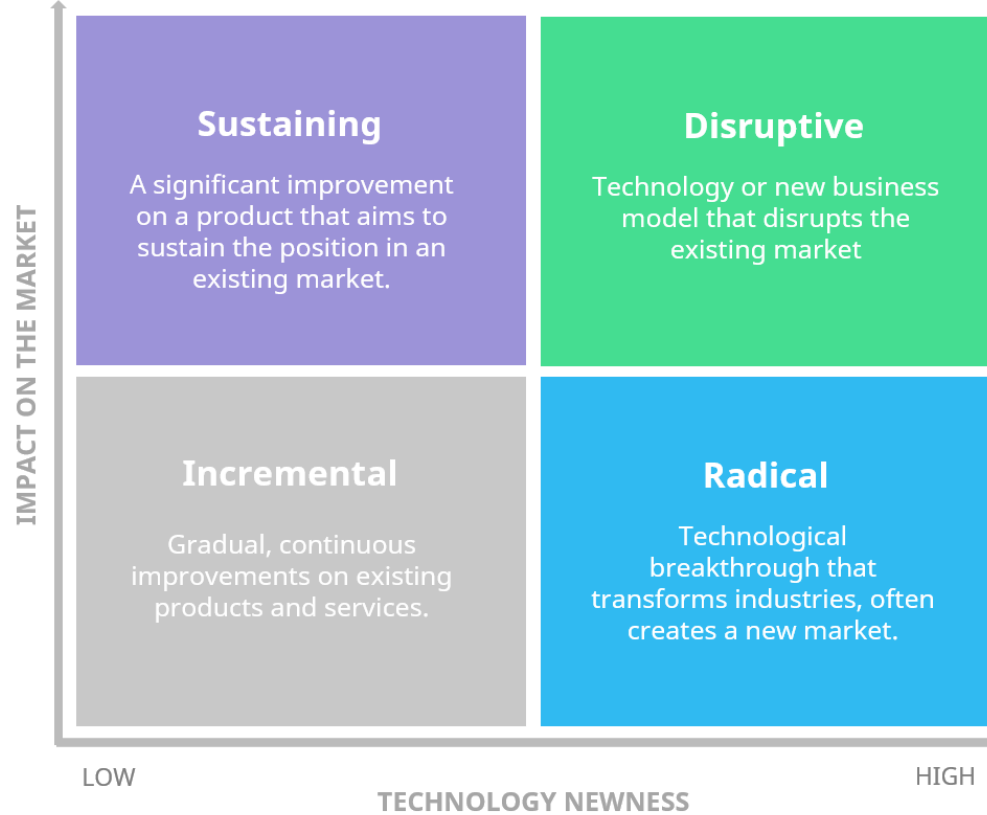 Sustaining
A significant improvement
on a product that aims to
sustain the position in an
existing market.
Disruptive
Technology or new business
model that disrupts the
existing market
IMPACT ON THE MARKET
Incremental
Gradual, continuous
improvements on existing
products and services.
Radical
Technological
breakthrough that
transforms industries, often
creates a new market.
LOW
HIGH
TECHNOLOGY NEWNESS